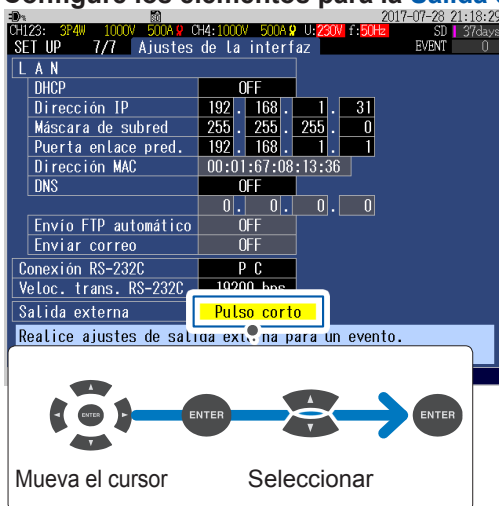 Configure los elementos para la Salida
2017-07-28 21:18:29
CH123: 3P4W 1000V 500A CH4:1000V 500A U:230V f:50Hz SD 37days
SET UP 7/7 Ajustes de la interfaz EVENT 0
LAN
DHCP OFF
Dirección IP 192. 168. 1. 31
Máscara de subred 255. 255. 255. 0
Puerta enlace pred. 192. 168. 1. 1
Dirección MAC 00:01:67:08:13:36
DNS OFF
0. 0. 0. 0
Envío FTP automático OFF
Enviar correo OFF
Conexión RS-232C P C
Veloc. trans. RS-232C 19200 bps
Salida externa Pulso corto
Realice ajustes de salida externa para un evento.
ENTER ENTER ENTER
Mueva el cursor Seleccionar